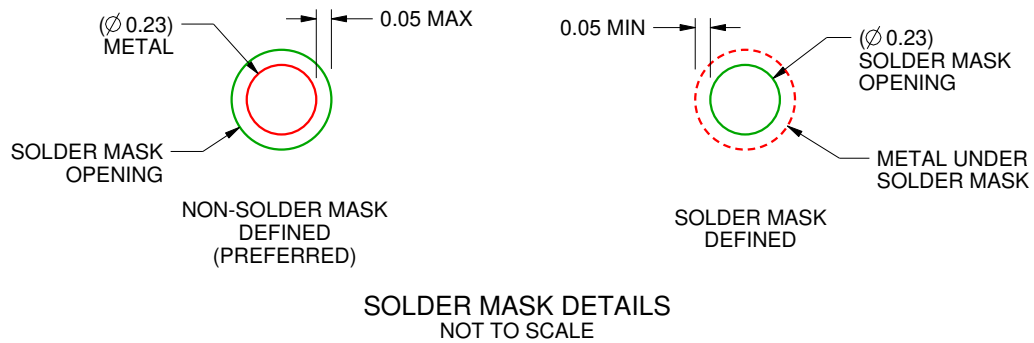 (Ø 0.23)
METAL
0.05 MAX
SOLDER MASK
OPENING
NON-SOLDER MASK
DEFINED
(PREFERRED)
0.05 MIN
(Ø 0.23)
SOLDER MASK
OPENING
METAL UNDER
SOLDER MASK
SOLDER MASK
DEFINED
SOLDER MASK DETAILS
NOT TO SCALE